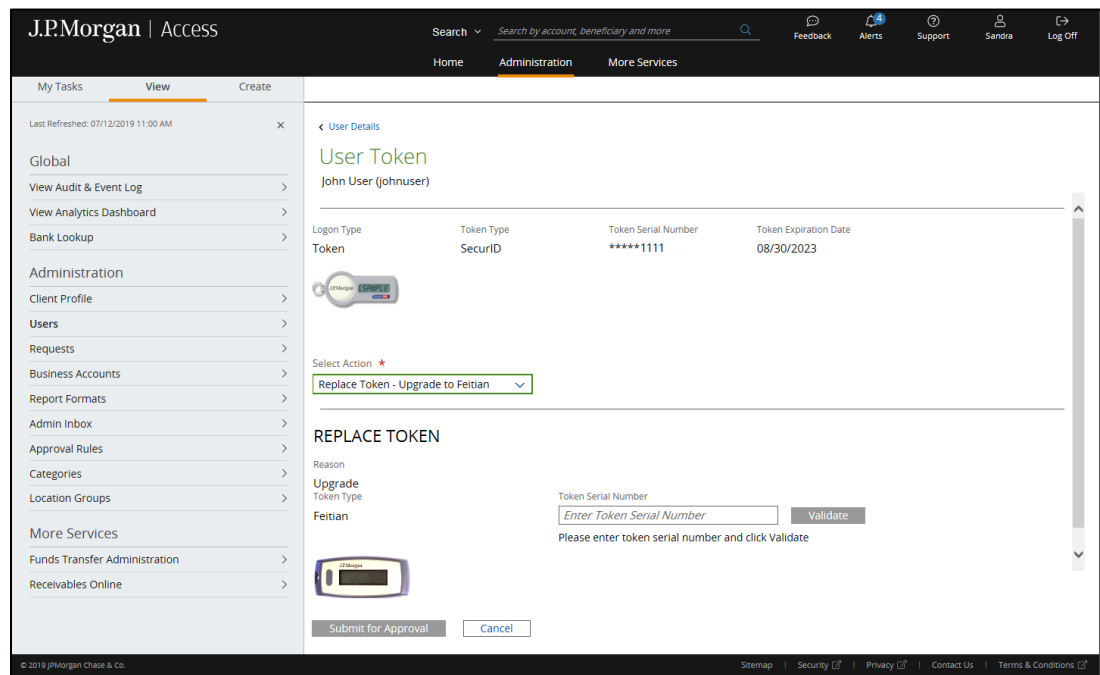 J.P.Morgan | Access
Search Search by account, beneficiary and more
Feedback
4
Alerts
Support
Sandra
Log Off
Home Administration More Services
My Tasks View Create
Last Refreshed: 07/12/2019 11:00 AM
Global
View Audit & Event Log
View Analytics Dashboard
Bank Lookup
Administration
Client Profile
Users
Requests
Business Accounts
Report Formats
Admin Inbox
Approval Rules
Categories
Location Groups
More Services
Funds Transfer Administration
Receivables Online
User Details
User Token
John User (johnuser)
Logon Type Token Type Token Serial Number Token Expiration Date
Token SecurID *****1111 08/30/2023
J.P.Morgan SAMPLE
Select Action *
Replace Token - Upgrade to Feitian
REPLACE TOKEN
Reason
Upgrade
Token Type Token Serial Number
Feitian Enter Token Serial Number Validate
Please enter token serial number and click Validate
J.P.Morgan
Submit for Approval Cancel
© 2019 JPMorgan Chase & Co. Sitemap | Security | Privacy | Contact Us | Terms & Conditions